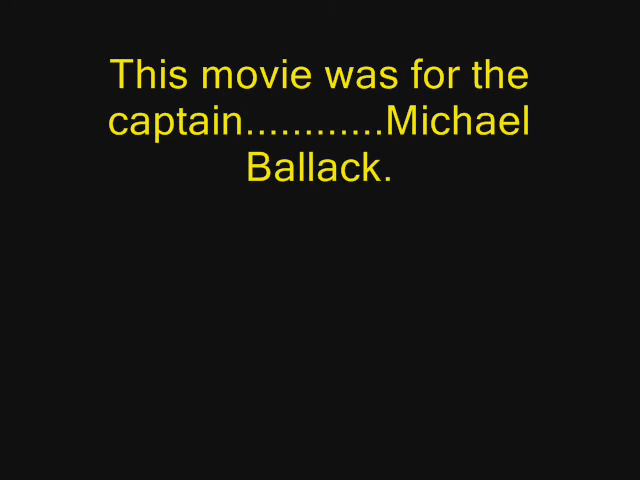 This movie was for the
captain............Michael
Ballack.